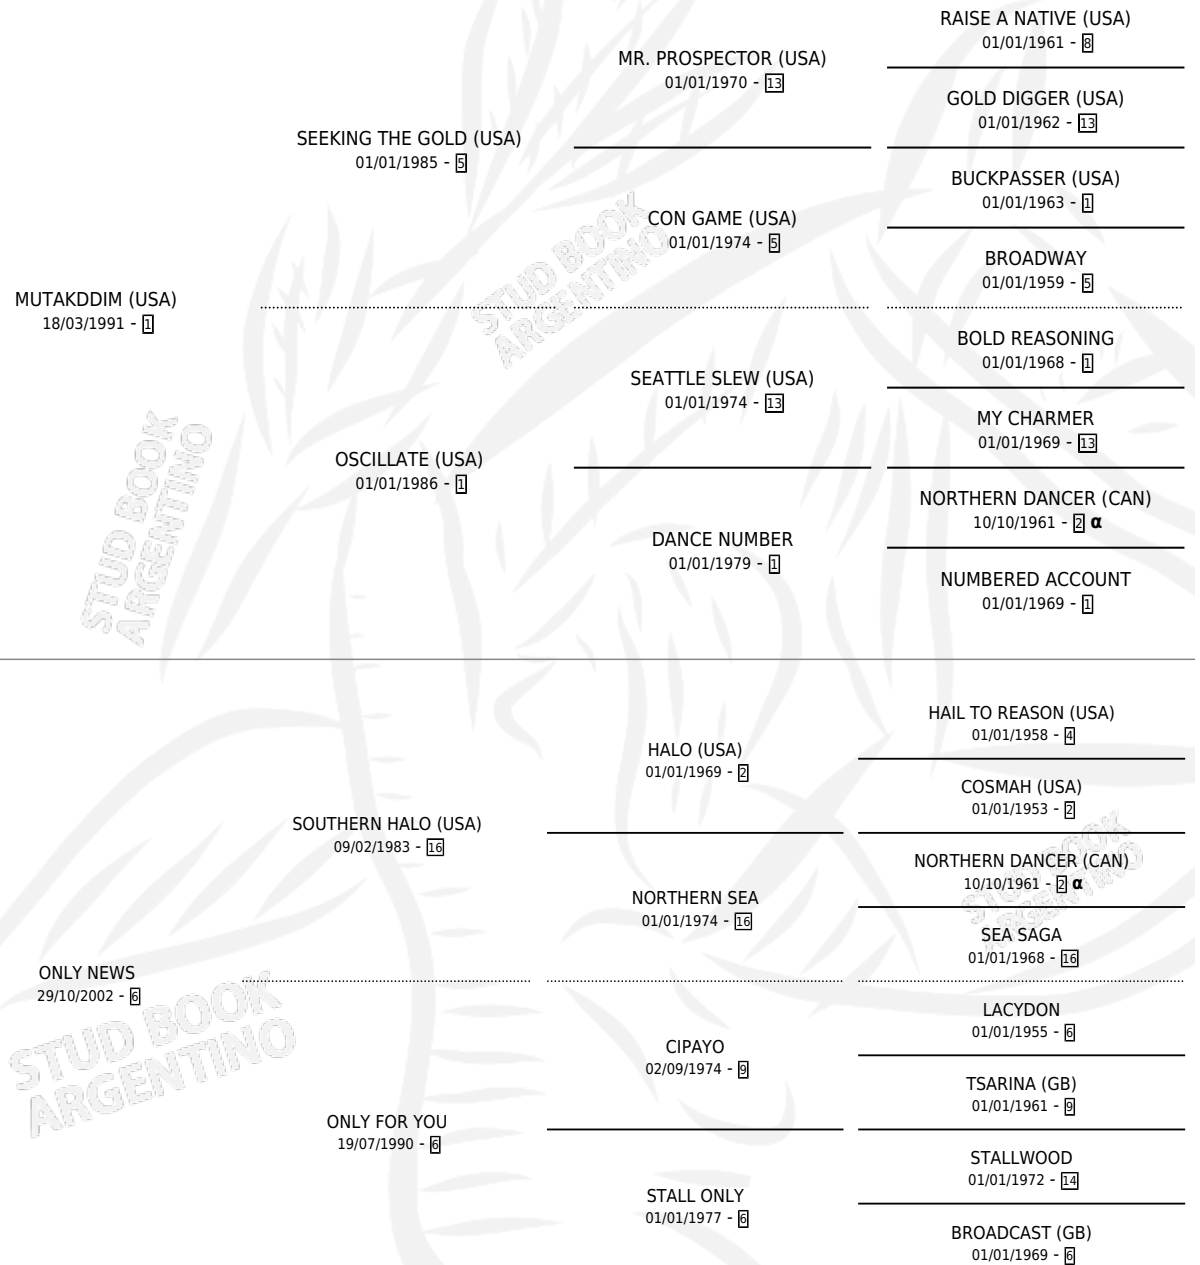 RAISE A NATIVE (USA)
01/01/1961 - 8
MR. PROSPECTOR (USA)
01/01/1970 - 13
GOLD DIGGER (USA)
01/01/1962 - 13
SEEKING THE GOLD (USA)
01/01/1985 - 5
BUCKPASSER (USA)
01/01/1963 - 1
CON GAME (USA)
01/01/1974 - 5
BROADWAY
01/01/1959 - 5
MUTAKDDIM (USA)
18/03/1991 - 1
BOLD REASONING
01/01/1968 - 1
SEATTLE SLEW (USA)
01/01/1974 - 13
MY CHARMER
01/01/1969 - 13
OSCILLATE (USA)
01/01/1986 - 1
NORTHERN DANCER (CAN)
10/10/1961 - 2 α
DANCE NUMBER
01/01/1979 - 1
NUMBERED ACCOUNT
01/01/1969 - 1
HAIL TO REASON (USA)
01/01/1958 - 4
HALO (USA)
01/01/1969 - 2
COSMAH (USA)
01/01/1953 - 2
SOUTHERN HALO (USA)
09/02/1983 - 16
NORTHERN DANCER (CAN)
10/10/1961 - 2 α
NORTHERN SEA
01/01/1974 - 16
SEA SAGA
01/01/1968 - 16
ONLY NEWS
29/10/2002 - 6
LACYDON
01/01/1955 - 6
CIPAYO
02/09/1974 - 9
TSARINA (GB)
01/01/1961 - 9
ONLY FOR YOU
19/07/1990 - 6
STALLWOOD
01/01/1972 - 14
STALL ONLY
01/01/1977 - 6
BROADCAST (GB)
01/01/1969 - 6
STUD BOOK
ARGENTINO
STUD BOOK
ARGENTINO
STUD BOOK
ARGENTINO
STUD BOOK
ARGENTINO